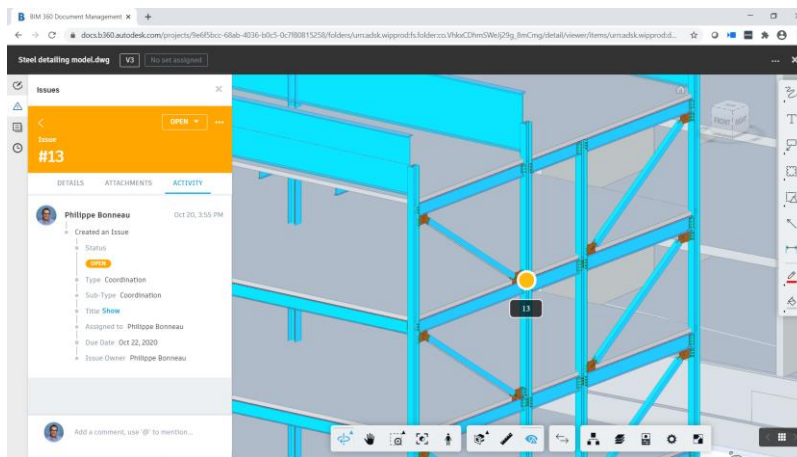 BIM 360 Document Management
docs.b360.autodesk.com/projects/9e6f5bcc-68ab-4036-b0c5-0c7f80815258/folders/urn:adsk.wipprod:fs.folder:co.VhkxCDhmSWeJj29g_8mCmg/detail/viewer/items/urn:adsk.wipprod:d...
Steel detailing model.dwg V3 No set assigned
Issues
OPEN
Issue
#13
DETAILS ATTACHMENTS ACTIVITY
Philippe Bonneau Oct 20, 3:55 PM
Created an Issue
Status
OPEN
Type Coordination
Sub-Type Coordination
Title Show
Assigned to Philippe Bonneau
Due Date Oct 22, 2020
Issue Owner Philippe Bonneau
Add a comment, use '@' to mention...
13
FRONT